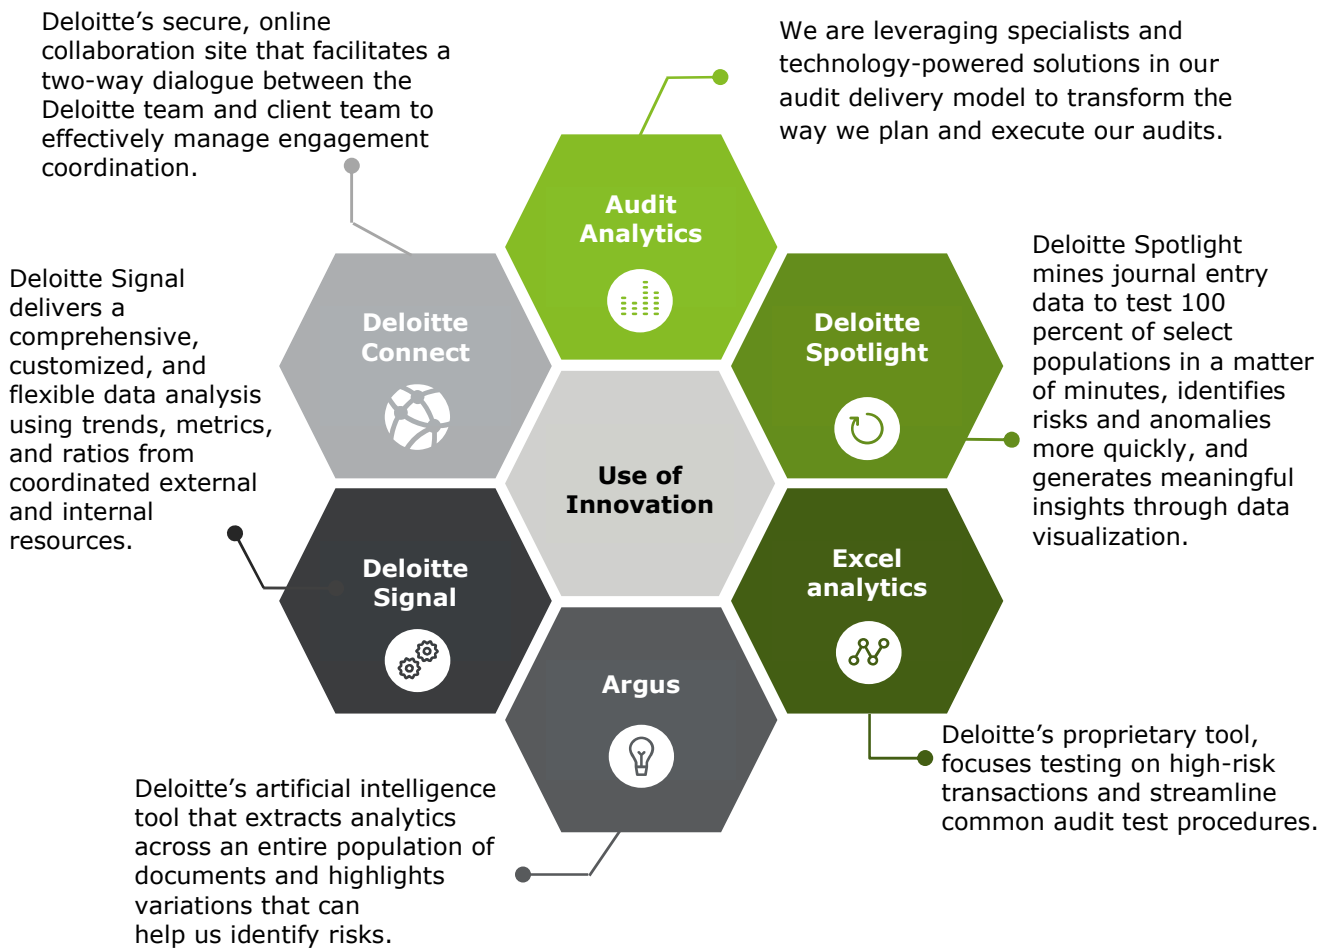 Deloitte's secure, online
collaboration site that facilitates a
two-way dialogue between the
Deloitte team and client team to
effectively manage engagement
coordination.
We are leveraging specialists and
technology-powered solutions in our
audit delivery model to transform the
way we plan and execute our audits.
Audit
Analytics
Deloitte
Connect
Deloitte
Spotlight
Deloitte Spotlight
mines journal entry
data to test 100
percent of select
populations in a matter
of minutes, identifies
risks and anomalies
more quickly, and
generates meaningful
insights through data
visualization.
Deloitte Signal
delivers a
comprehensive,
customized, and
flexible data analysis
using trends, metrics,
and ratios from
coordinated external
and internal
resources.
Use of
Innovation
Deloitte
Signal
Excel
analytics
Argus
Deloitte's proprietary tool,
focuses testing on high-risk
transactions and streamline
common audit test procedures.
Deloitte's artificial intelligence
tool that extracts analytics
across an entire population of
documents and highlights
variations that can
help us identify risks.